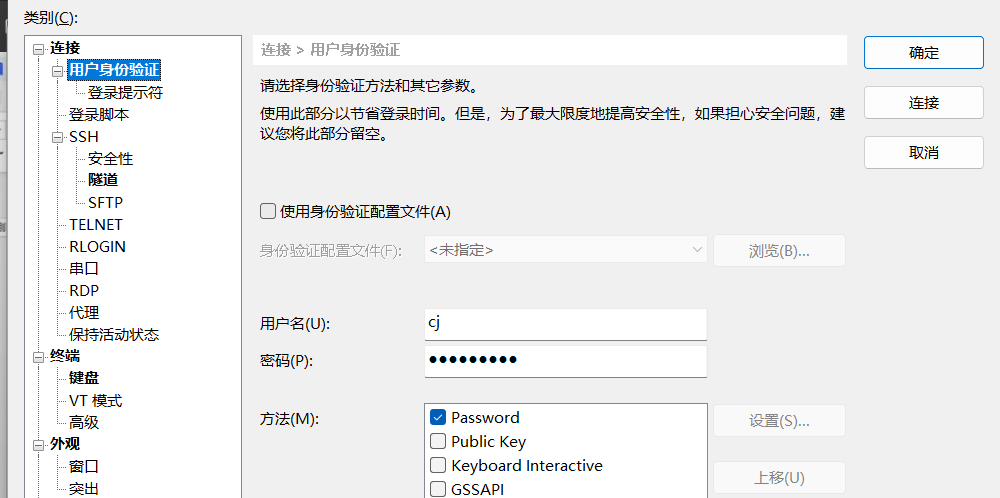 类别(C):
连接
用户身份验证
登录提示符
登录脚本
SSH
安全性
隧道
SFTP
TELNET
RLOGIN
串口
RDP
代理
保持活动状态
终端
键盘
VT 模式
高级
外观
窗口
突出
连接 > 用户身份验证
请选择身份验证方法和其它参数。
使用此部分以节省登录时间。但是，为了最大限度地提高安全性，如果担心安全问题，建
议您将此部分留空。
使用身份验证配置文件(A)
身份验证配置文件(F): <未指定> 浏览(B)...
用户名(U): cj
密码(P): ●●●●●●●●●
方法(M): Password 设置(S)...
Public Key
Keyboard Interactive
GSSAPI 上移(U)
确定
连接
取消